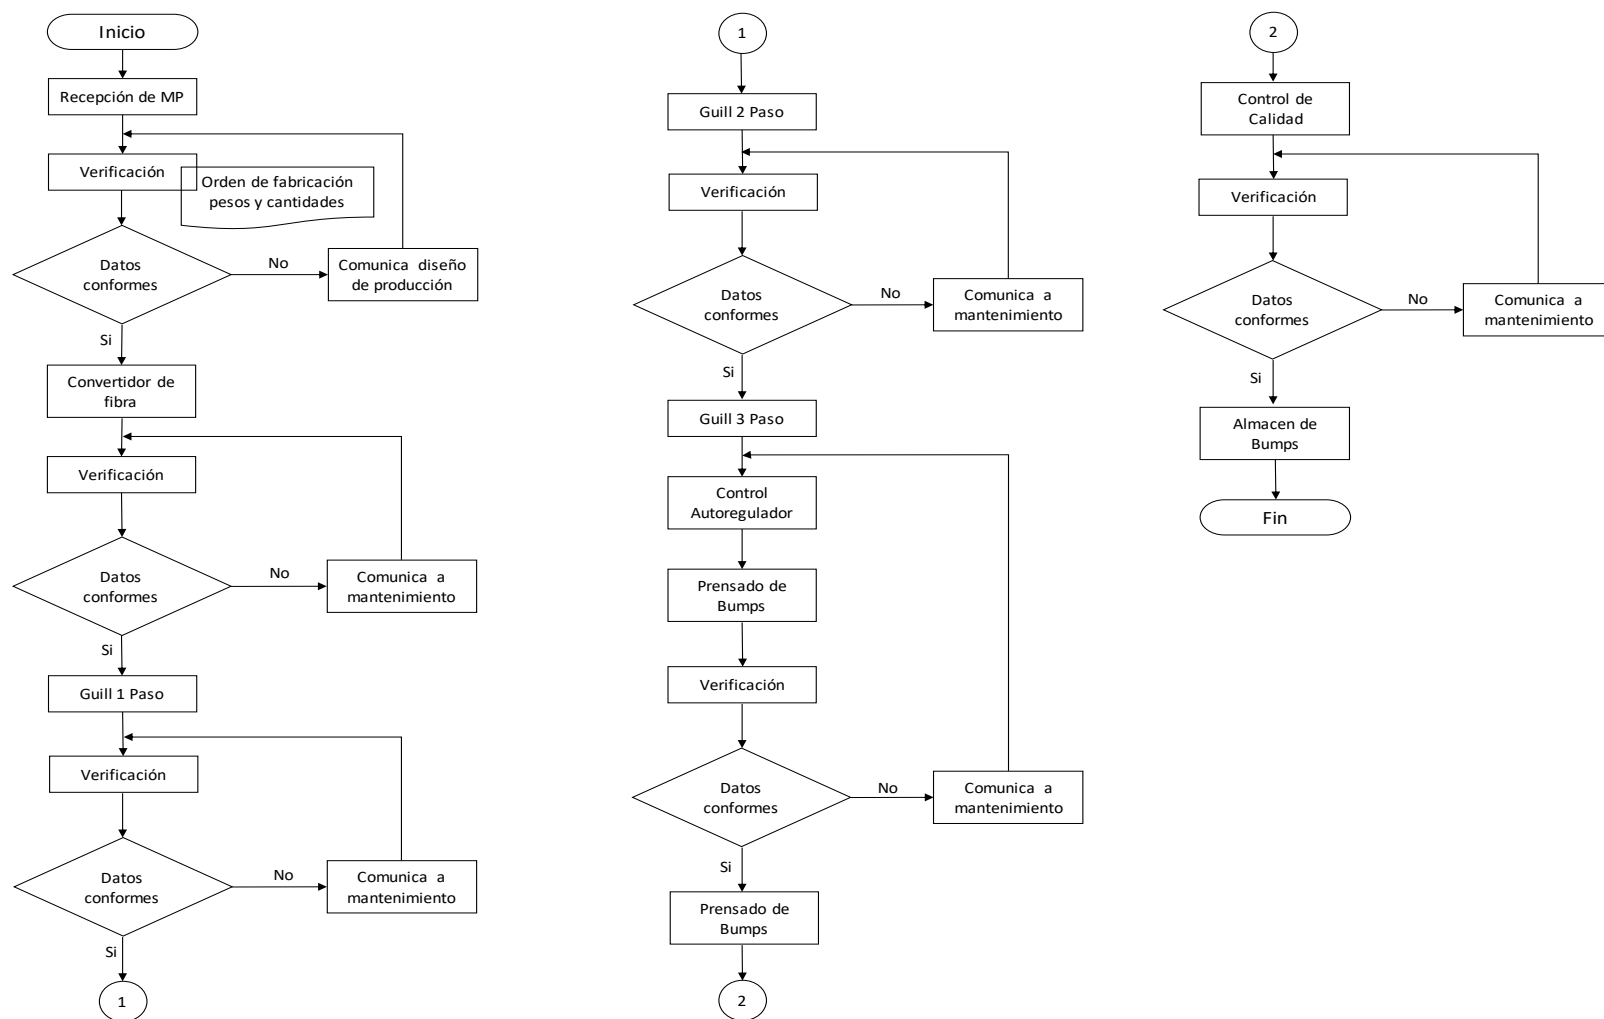 Inicio
Recepción de MP
Verificación
Orden de fabricación
pesos y cantidades
Datos
conformes
No
Comunica diseño
de producción
Si
Convertidor de
fibra
Verificación
Datos
conformes
No
Comunica a
mantenimiento
Si
Guill 1 Paso
Verificación
Datos
conformes
No
Comunica a
mantenimiento
Si
1
1
Guill 2 Paso
Verificación
Datos
conformes
No
Comunica a
mantenimiento
Si
Guill 3 Paso
Control
Autoregulador
Prensado de
Bumps
Verificación
Datos
conformes
No
Comunica a
mantenimiento
Si
Prensado de
Bumps
2
2
Control de
Calidad
Verificación
Datos
conformes
No
Comunica a
mantenimiento
Si
Almacen de
Bumps
Fin